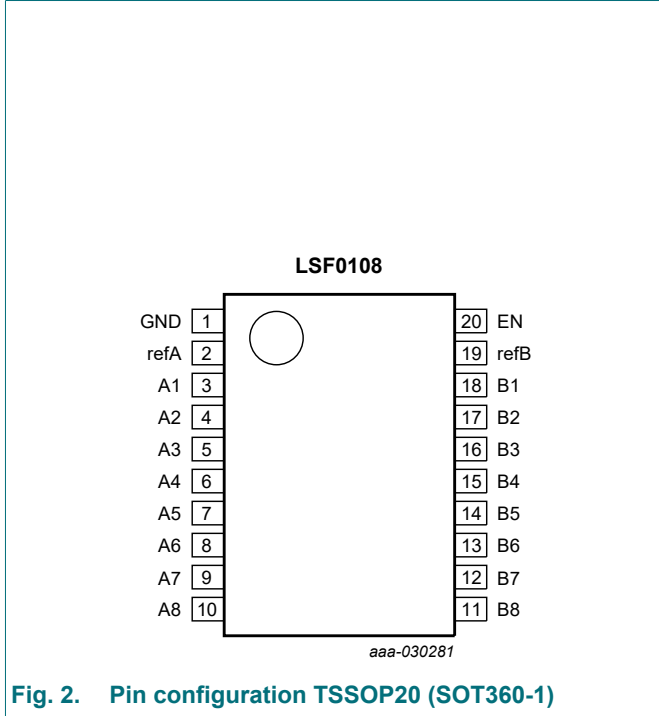 LSF0108
GND 1 20 EN
refA 2 19 refB
A1 3 18 B1
A2 4 17 B2
A3 5 16 B3
A4 6 15 B4
A5 7 14 B5
A6 8 13 B6
A7 9 12 B7
A8 10 11 B8
aaa-030281
Fig. 2. Pin configuration TSSOP20 (SOT360-1)